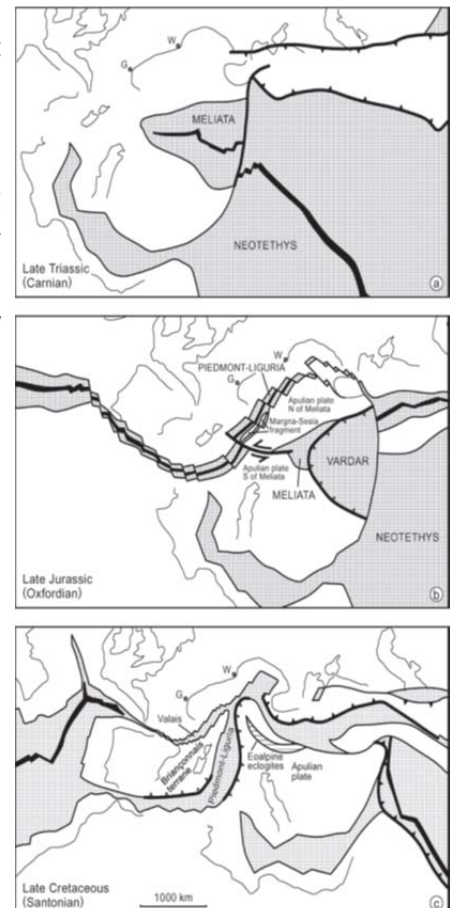 W
G
MELIATA
NEOTETHYS
Late Triassic
(Carnian)
a
W
PIEDMONT-LIGURIA
G
Apulian plate
N of Meliata
Margna-Sesia
fragment
Apulian plate
S of Meliata
VARDAR
MELIATA
NEOTETHYS
Late Jurassic
(Oxfordian)
b
W
G
Valais
Briançonnais
terrane
Piedmont-Liguria
Eoalpine
eclogites
Apulian
plate
Late Cretaceous
(Santonian)
1000 km
c